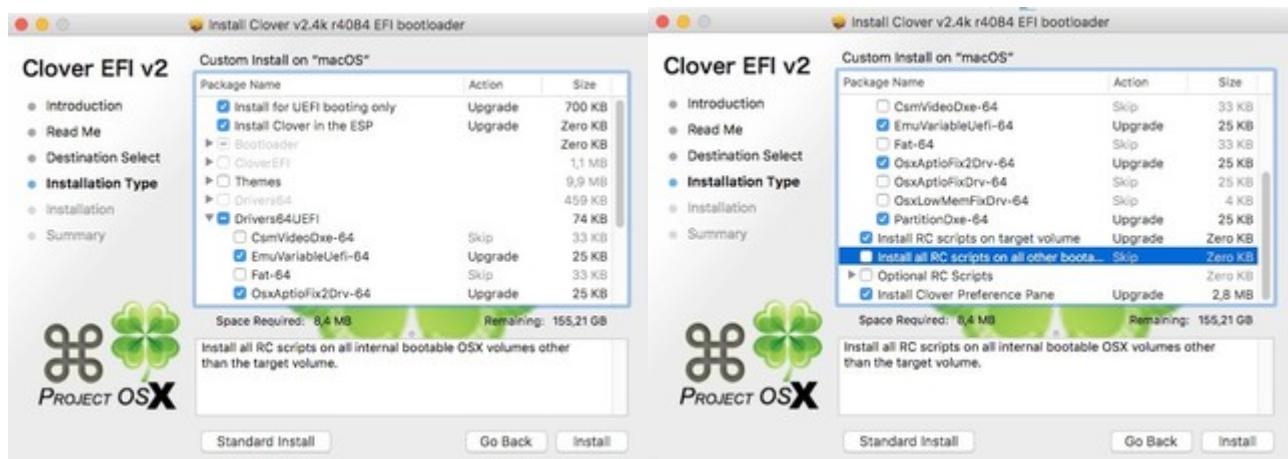 Install Clover v2.4k r4084 EFI bootloader
Clover EFI v2
Introduction
Read Me
Destination Select
Installation Type
Installation
Summary
PROJECT OSX
Custom Install on "macOS"
Package Name Action Size
Install for UEFI booting only Upgrade 700 KB
Install Clover in the ESP Upgrade Zero KB
Bootloader Zero KB
CloverEFI 1,1 MB
Themes 9,9 MB
Drivers64 459 KB
Drivers64UEFI 74 KB
CsmVideoDxe-64 Skip 33 KB
EmuVariableUefi-64 Upgrade 25 KB
Fat-64 Skip 33 KB
OsxAptioFix2Drv-64 Upgrade 25 KB
Space Required: 8,4 MB Remaining: 155,21 GB
Install all RC scripts on all internal bootable OSX volumes other
than the target volume.
Standard Install Go Back Install
Install Clover v2.4k r4084 EFI bootloader
Clover EFI v2
Introduction
Read Me
Destination Select
Installation Type
Installation
Summary
PROJECT OSX
Custom Install on "macOS"
Package Name Action Size
CsmVideoDxe-64 Skip 33 KB
EmuVariableUefi-64 Upgrade 25 KB
Fat-64 Skip 33 KB
OsxAptioFix2Drv-64 Upgrade 25 KB
OsxAptioFixDrv-64 Skip 25 KB
OsxLowMemFixDrv-64 Skip 4 KB
PartitionDxe-64 Upgrade 25 KB
Install RC scripts on target volume Upgrade Zero KB
Install all RC scripts on all other boota... Skip Zero KB
Optional RC Scripts Zero KB
Install Clover Preference Pane Upgrade 2,8 MB
Space Required: 8,4 MB Remaining: 155,21 GB
Install all RC scripts on all internal bootable OSX volumes other
than the target volume.
Standard Install Go Back Install